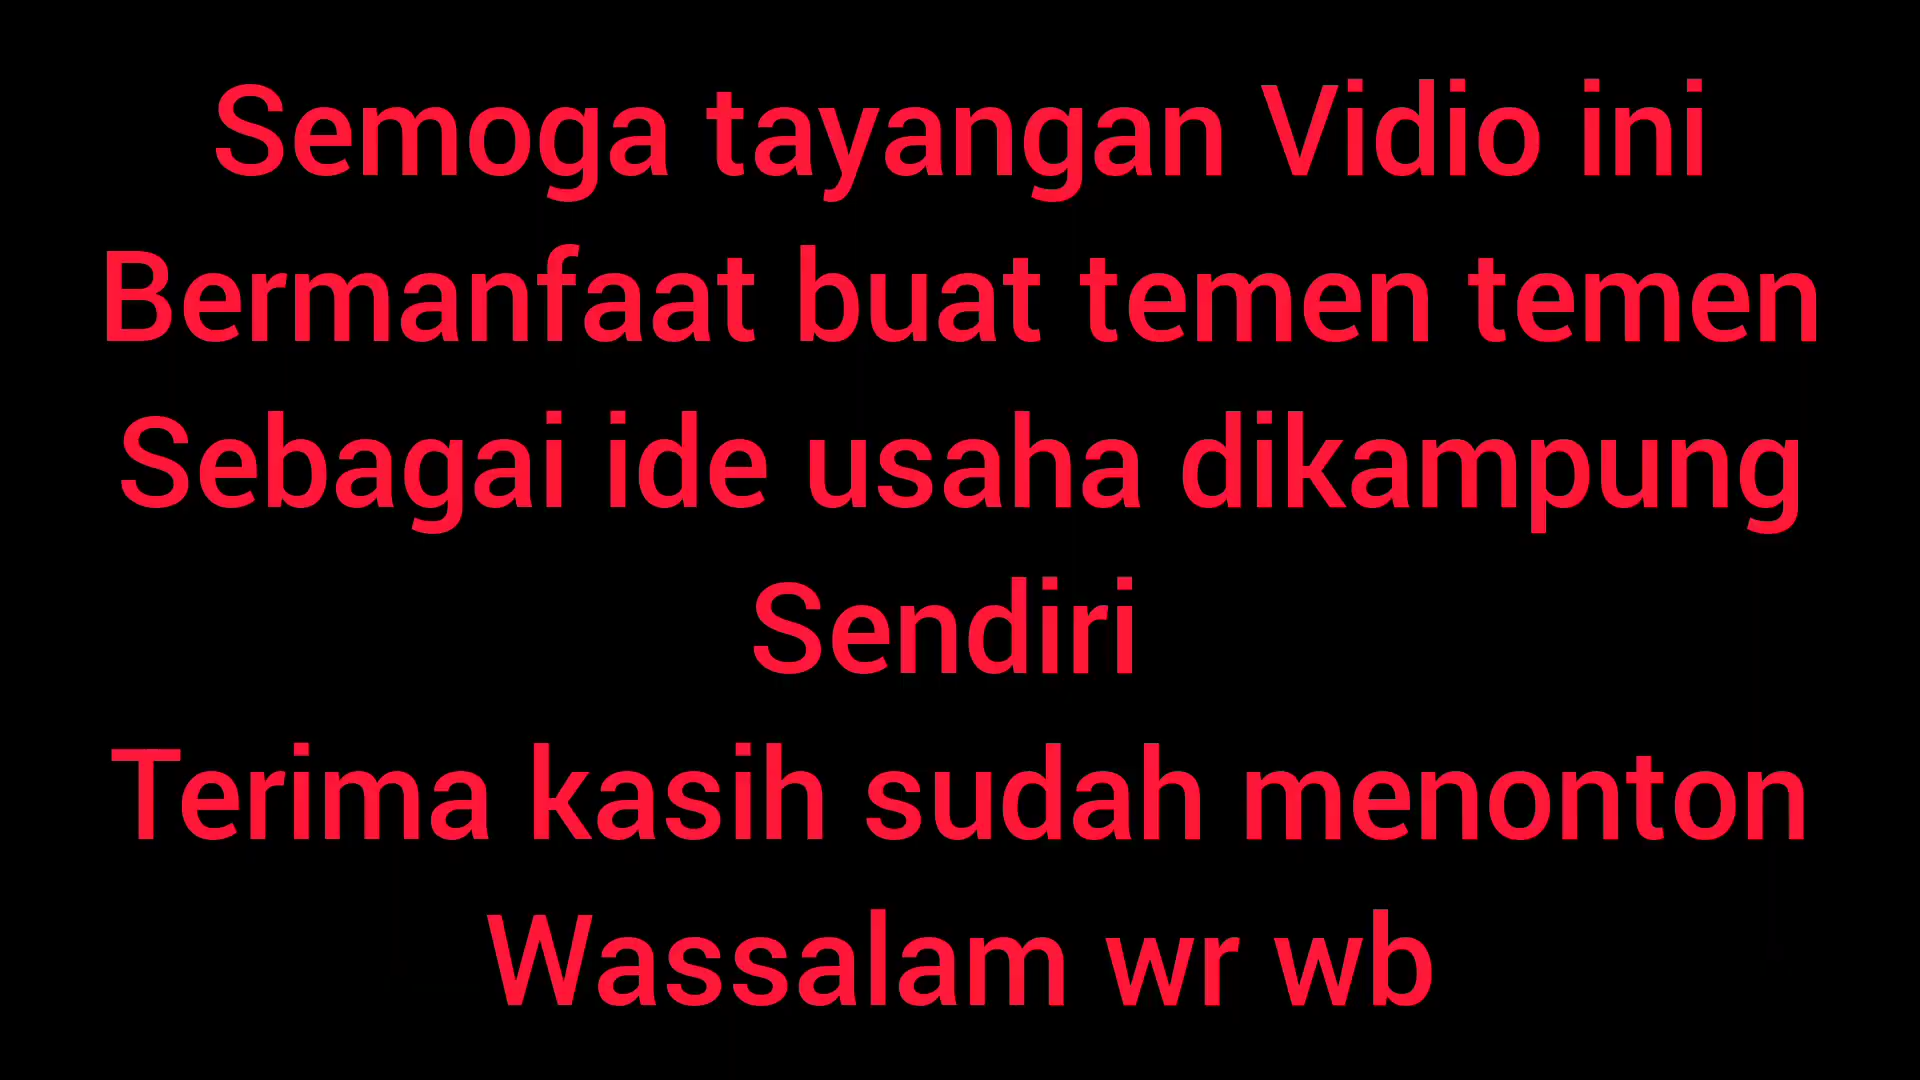 Semoga tayangan Vidio ini
Bermanfaat buat temen temen
Sebagai ide usaha dikampung
Sendiri
Terima kasih sudah menonton
Wassalam wr wb